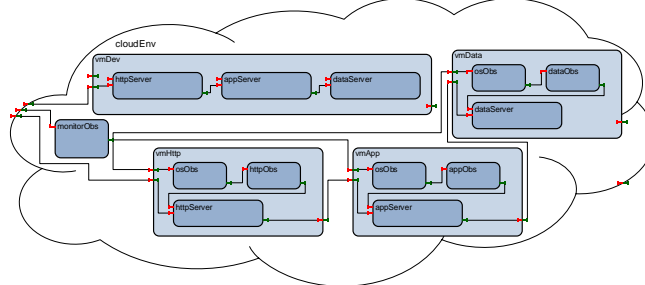 cloudEnv
vmDev
httpServer
appServer
dataServer
vmData
osObs
dataObs
dataServer
monitorObs
vmHttp
osObs
httpObs
httpServer
vmApp
osObs
appObs
appServer